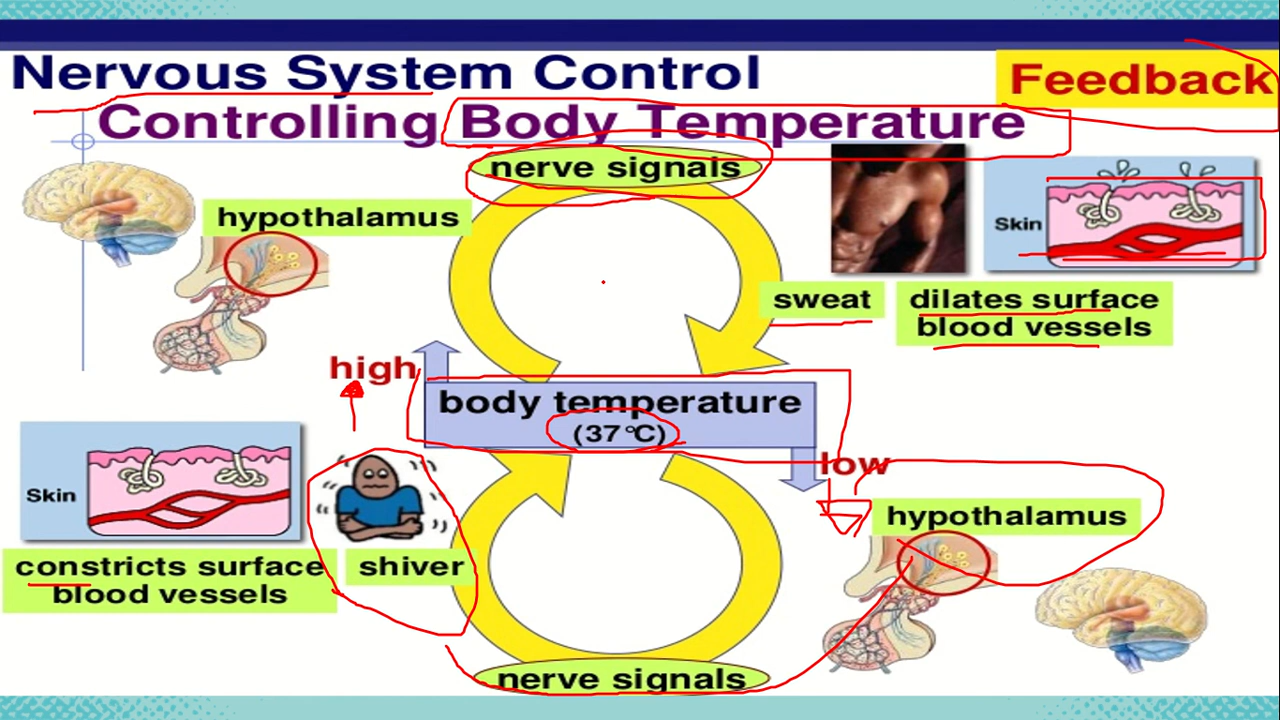 Nervous System Control
Feedback
Controlling Body Temperature
nerve signals
hypothalamus
Skin
sweat
dilates surface
blood vessels
high
body temperature
(37°C)
low
Skin
hypothalamus
constricts surface
blood vessels
shiver
nerve signals